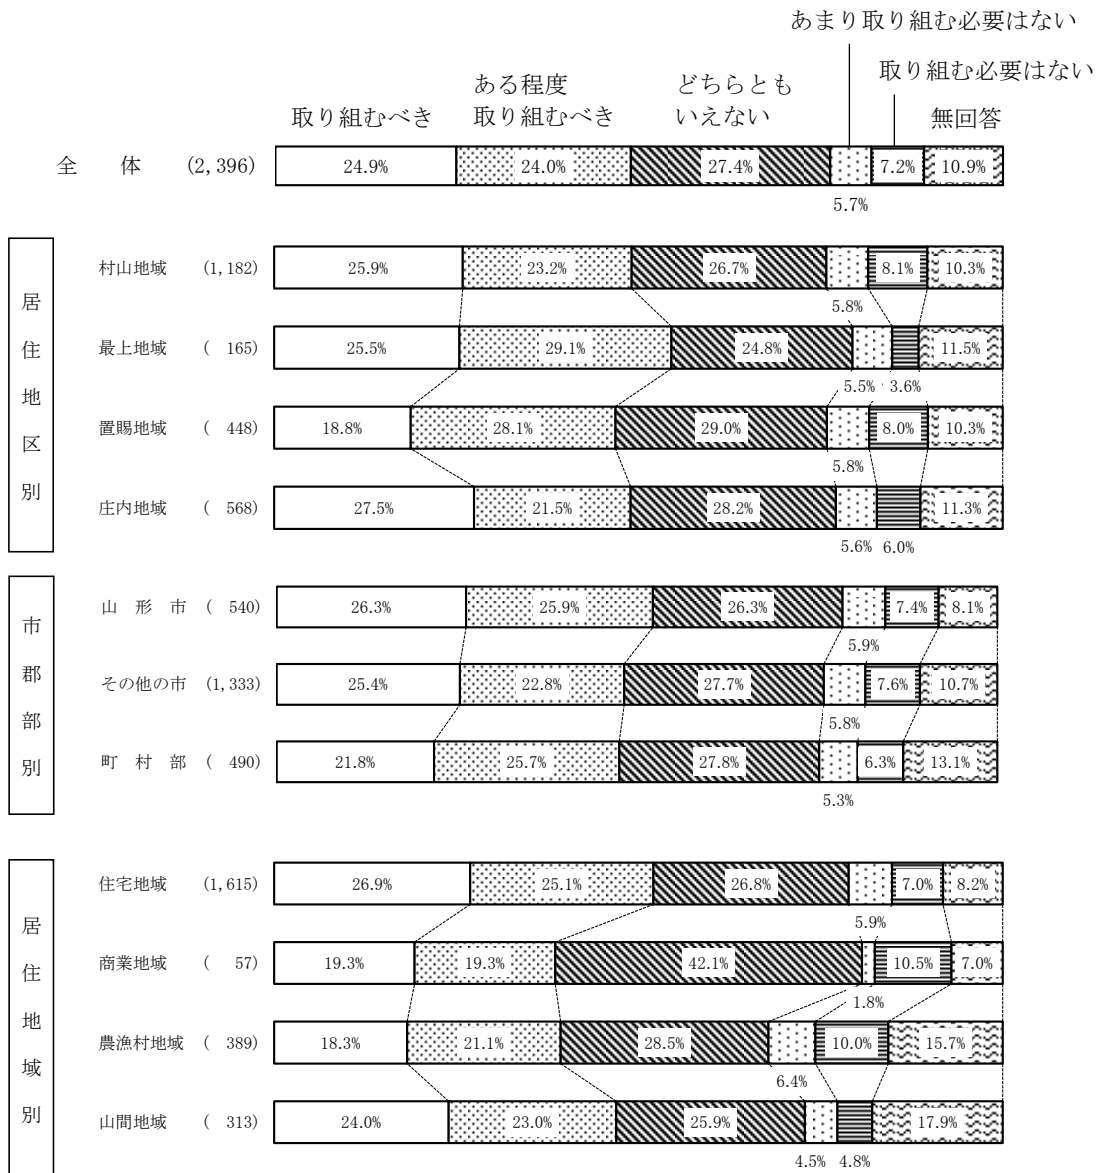 あまり取り組む必要はない
取り組む必要はない
取り組むべき
ある程度
取り組むべき
どちらとも
いえない
無回答
全 体 (2,396) 24.9% 24.0% 27.4% 7.2% 10.9%
5.7%
居住地区別
村山地域 (1,182) 25.9% 23.2% 26.7% 8.1% 10.3%
5.8%
最上地域 ( 165) 25.5% 29.1% 24.8% 11.5%
5.5% 3.6%
置賜地域 ( 448) 18.8% 28.1% 29.0% 8.0% 10.3%
5.8%
庄内地域 ( 568) 27.5% 21.5% 28.2% 11.3%
5.6% 6.0%
市郡部別
山 形 市 ( 540) 26.3% 25.9% 26.3% 7.4% 8.1%
5.9%
その他の市 (1,333) 25.4% 22.8% 27.7% 7.6% 10.7%
5.8%
町 村 部 ( 490) 21.8% 25.7% 27.8% 6.3% 13.1%
5.3%
居住地域別
住宅地域 (1,615) 26.9% 25.1% 26.8% 7.0% 8.2%
5.9%
商業地域 ( 57) 19.3% 19.3% 42.1% 10.5% 7.0%
1.8%
農漁村地域 ( 389) 18.3% 21.1% 28.5% 10.0% 15.7%
6.4%
山間地域 ( 313) 24.0% 23.0% 25.9% 17.9%
4.5% 4.8%